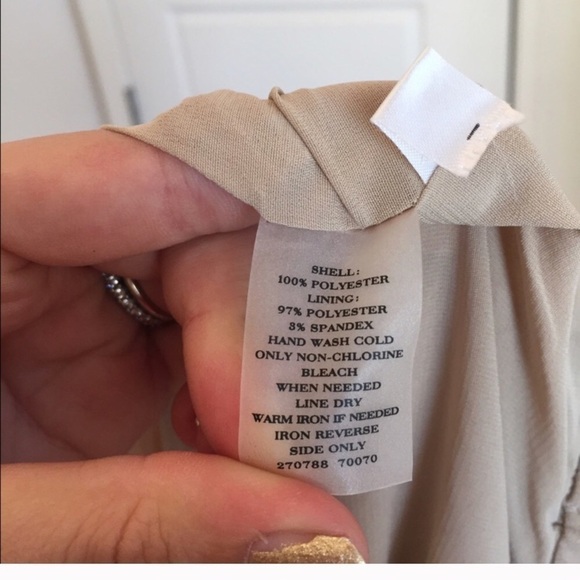 SHELL:
100% POLYESTER
LINING:
97% POLYESTER
3% SPANDEX
HAND WASH COLD
ONLY NON-CHLORINE
BLEACH
WHEN NEEDED
LINE DRY
WARM IRON IF NEEDED
IRON REVERSE
SIDE ONLY
270788 70070